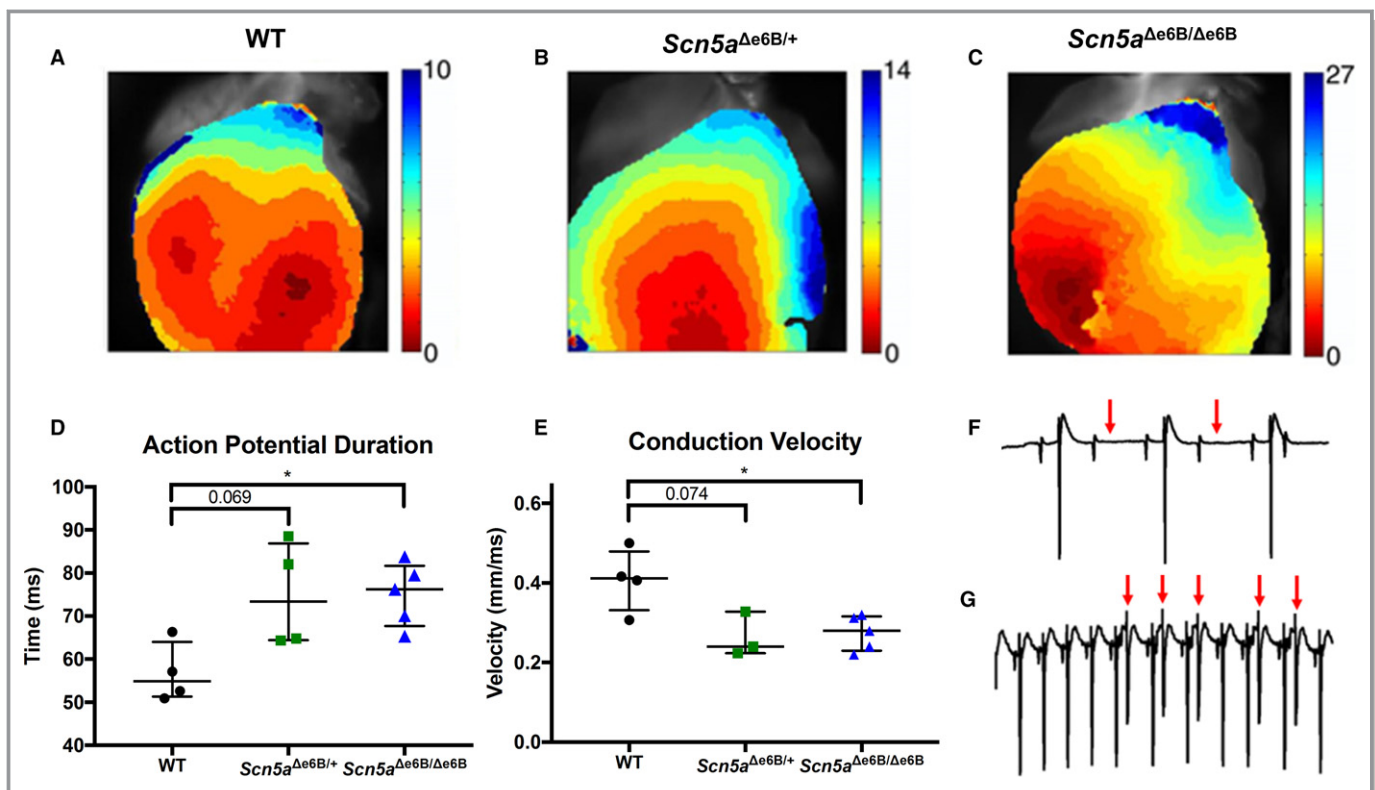 WT
Scn5aΔe6B/+
Scn5aΔe6B/Δe6B
A
10
0
B
14
0
C
27
0
D
Action Potential Duration
*
0.069
100
90
80
70
60
50
40
Time (ms)
WT
Scn5aΔe6B/+
Scn5aΔe6B/Δe6B
E
Conduction Velocity
*
0.074
0.6
0.4
0.2
0.0
Velocity (mm/ms)
WT
Scn5aΔe6B/+
Scn5aΔe6B/Δe6B
F
G